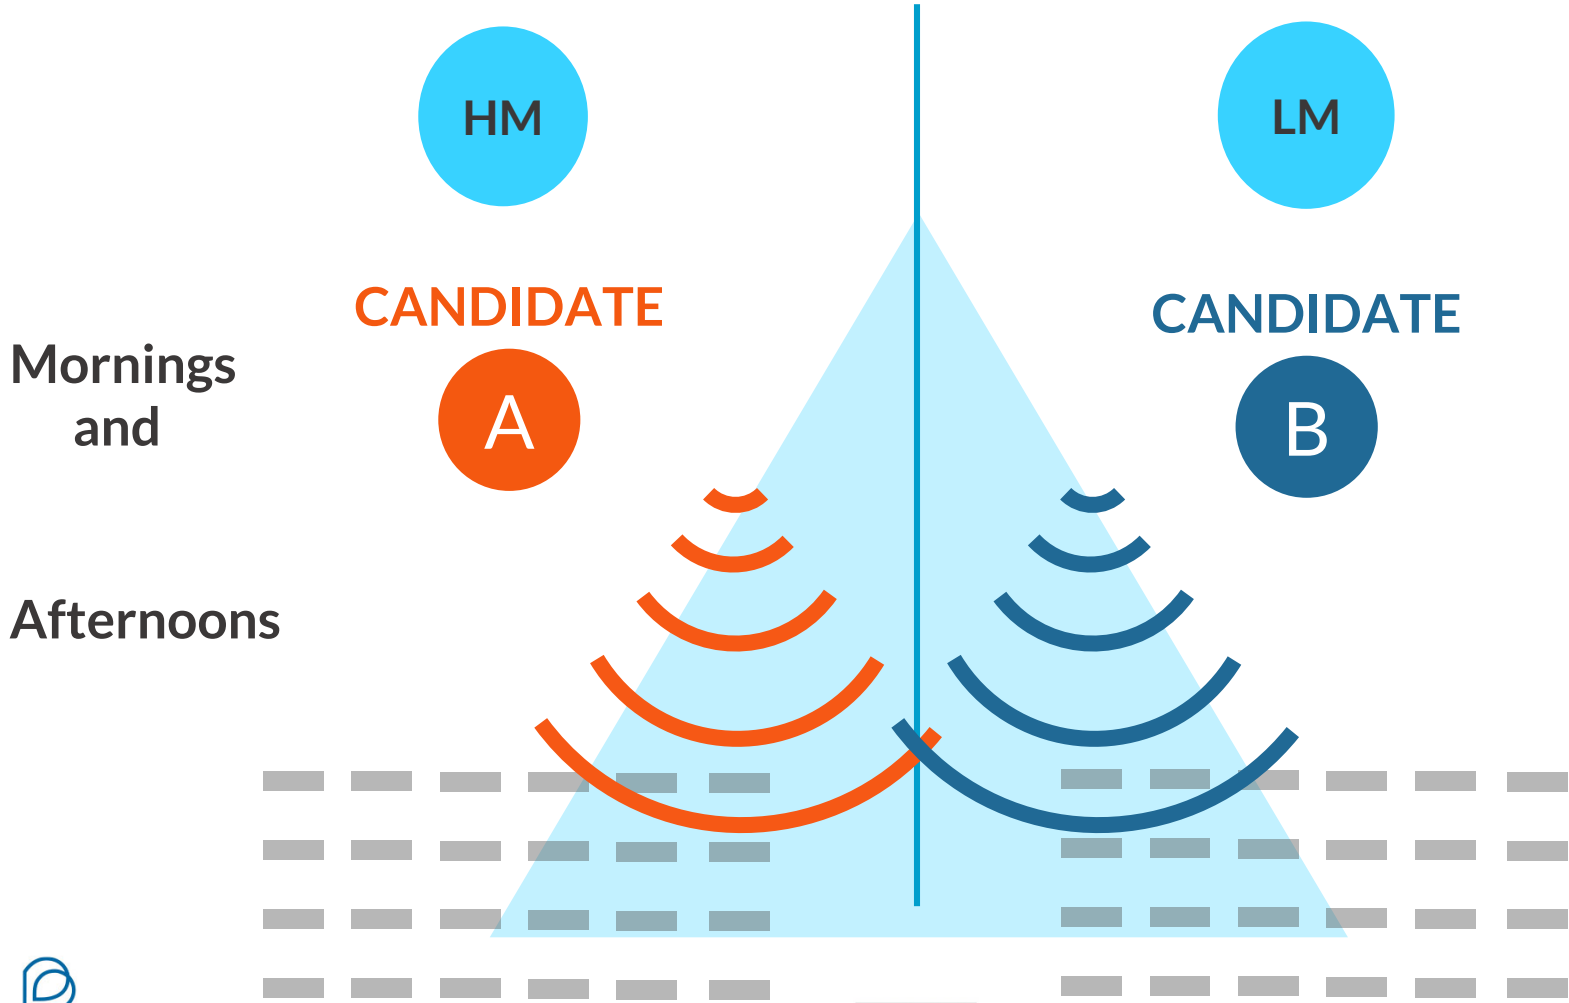 HM
LM
CANDIDATE
CANDIDATE
A
B
Mornings
and
Afternoons